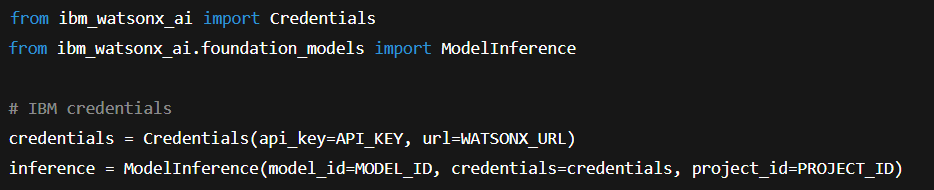 from ibm_watsonx_ai import Credentials
from ibm_watsonx_ai.foundation_models import ModelInference
# IBM credentials
credentials = Credentials(api_key=API_KEY, url=WATSONX_URL)
inference = ModelInference(model_id=MODEL_ID, credentials=credentials, project_id=PROJECT_ID)